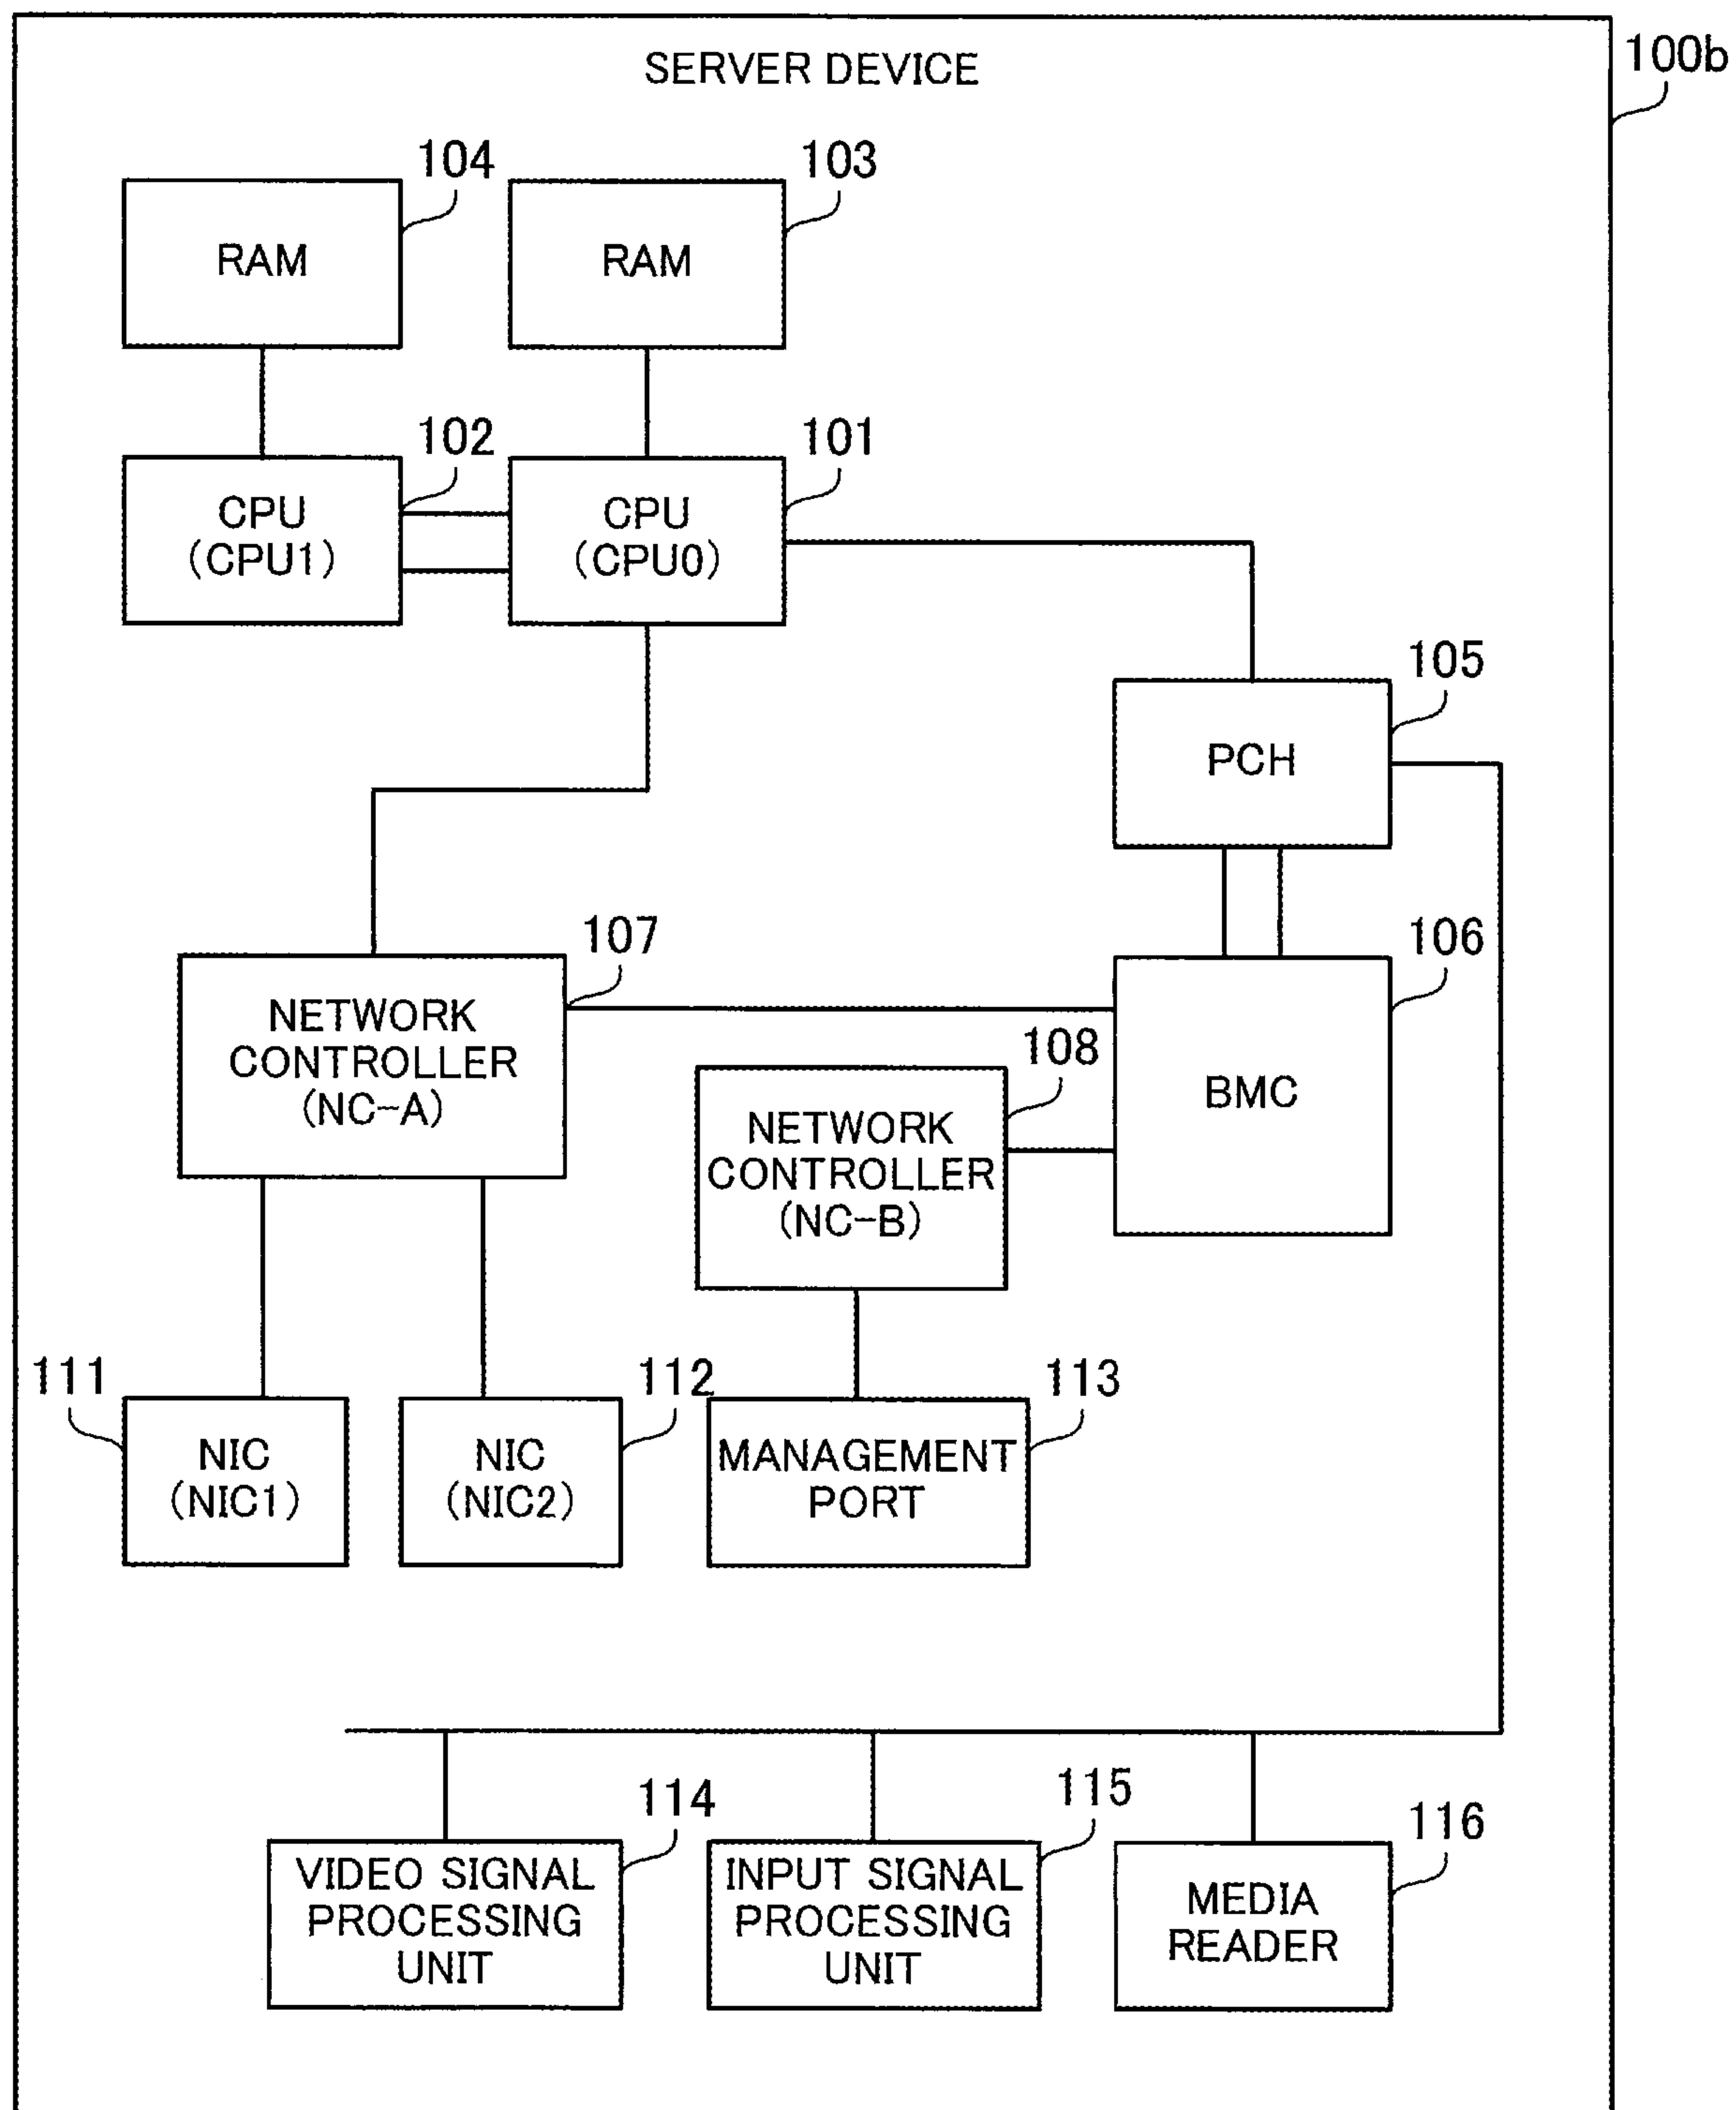 SERVER DEVICE
100b
104
103
RAM
RAM
102
101
CPU
(CPU1)
CPU
(CPU0)
105
PCH
107
106
NETWORK
CONTROLLER
(NC-A)
108
BMC
NETWORK
CONTROLLER
(NC-B)
111
112
113
NIC
(NIC1)
NIC
(NIC2)
MANAGEMENT
PORT
114
115
116
VIDEO SIGNAL
PROCESSING
UNIT
INPUT SIGNAL
PROCESSING
UNIT
MEDIA
READER